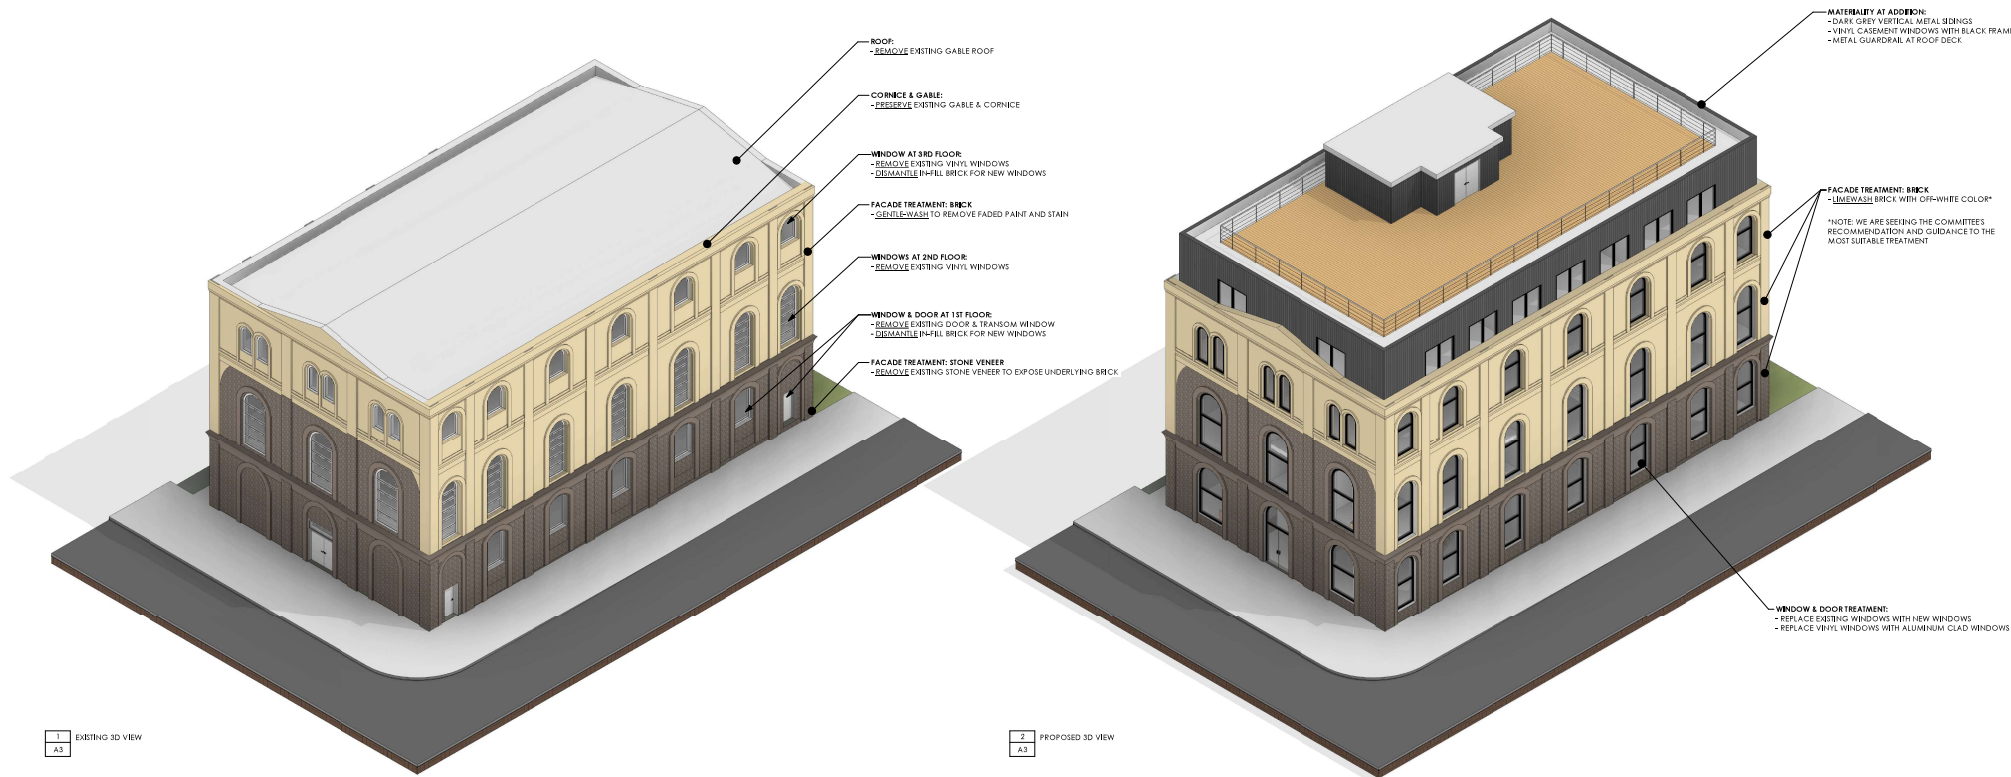 ROOF:
- REMOVE EXISTING GABLE ROOF
CORNICE & GABLE:
- PRESERVE EXISTING GABLE & CORNICE
WINDOW AT 3RD FLOOR:
- REMOVE EXISTING VINYL WINDOWS
- DISMANTLE IN-FILL BRICK FOR NEW WINDOWS
FACADE TREATMENT: BRICK
- GENTLE-WASH TO REMOVE FADED PAINT AND STAIN
WINDOWS AT 2ND FLOOR:
- REMOVE EXISTING VINYL WINDOWS
WINDOW & DOOR AT 1ST FLOOR:
- REMOVE EXISTING DOOR & TRANSOM WINDOW
- DISMANTLE IN-FILL BRICK FOR NEW WINDOWS
FACADE TREATMENT: STONE VENEER
- REMOVE EXISTING STONE VENEER TO EXPOSE UNDERLYING BRICK
1
A3
EXISTING 3D VIEW
MATERIALITY AT ADDITION:
- DARK GREY VERTICAL METAL SIDINGS
- VINYL CASEMENT WINDOWS WITH BLACK FRAM
- METAL GUARDRAIL AT ROOF DECK
FACADE TREATMENT: BRICK
- LIMEWASH BRICK WITH OFF-WHITE COLOR*
*NOTE: WE ARE SEEKING THE COMMITTEE'S
RECOMMENDATION AND GUIDANCE TO THE
MOST SUITABLE TREATMENT
WINDOW & DOOR TREATMENT:
- REPLACE EXISTING WINDOWS WITH NEW WINDOWS
- REPLACE VINYL WINDOWS WITH ALUMINUM CLAD WINDOWS
2
A3
PROPOSED 3D VIEW